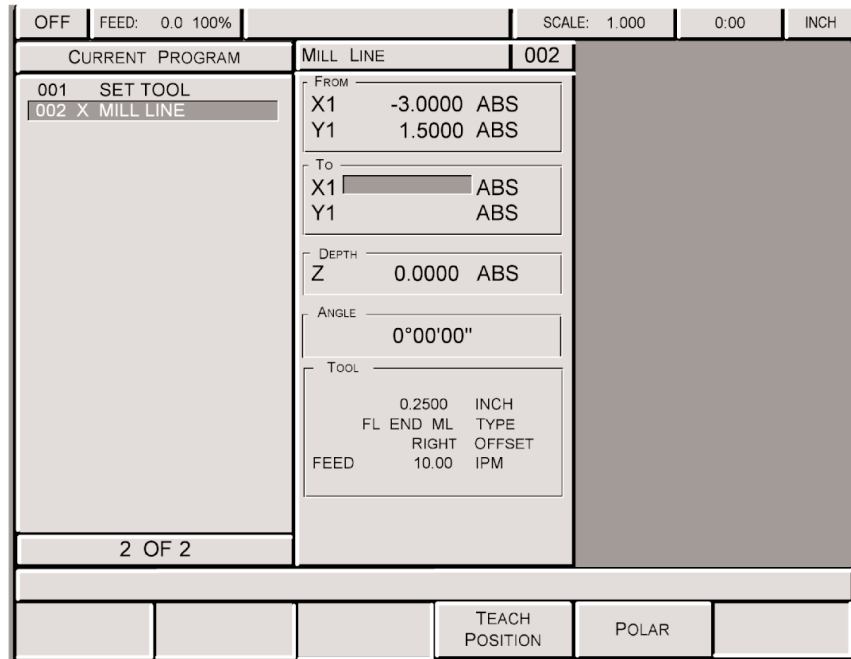 OFF FEED: 0.0 100% SCALE: 1.000 0:00 INCH
CURRENT PROGRAM
001 SET TOOL
002 X MILL LINE
2 OF 2
MILL LINE 002
FROM
X1 -3.0000 ABS
Y1 1.5000 ABS
TO
X1 ABS
Y1 ABS
DEPTH
Z 0.0000 ABS
ANGLE
0°00'00"
TOOL
0.2500 INCH
FL END ML TYPE
RIGHT OFFSET
FEED 10.00 IPM
TEACH
POSITION
POLAR